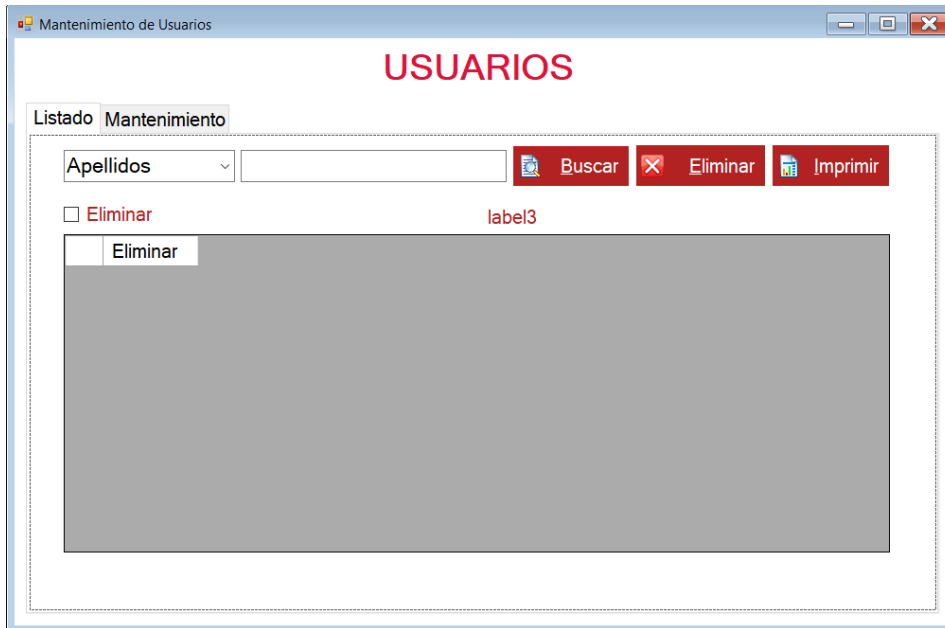 Mantenimiento de Usuarios
USUARIOS
Listado Mantenimiento
Apellidos Buscar Eliminar Imprimir
Eliminar label3
Eliminar